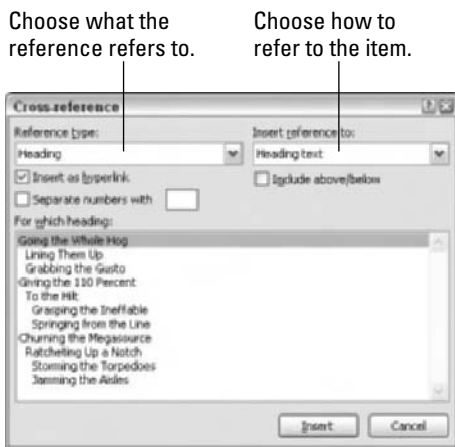 Choose what the
reference refers to.
Choose how to
refer to the item.
Cross-reference
Reference type:
Insert reference to:
Heading
Heading text
Insert as hyperlink
Include above/below
Separate numbers with
For which heading:
Going the Whole Hog
Lining Them Up
Grabbing the Gusto
Giving the 110 Percent
To the Hilt
Grasping the Ineffable
Springing from the Line
Churning the Megasource
Ratcheting Up a Notch
Storming the Torpedoes
Jamming the Aisles
Insert
Cancel